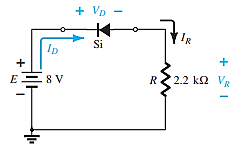 + V_D −
I_D
Si
I_R
+
E
8 V
−
R
2.2 kΩ
+
V_R
−